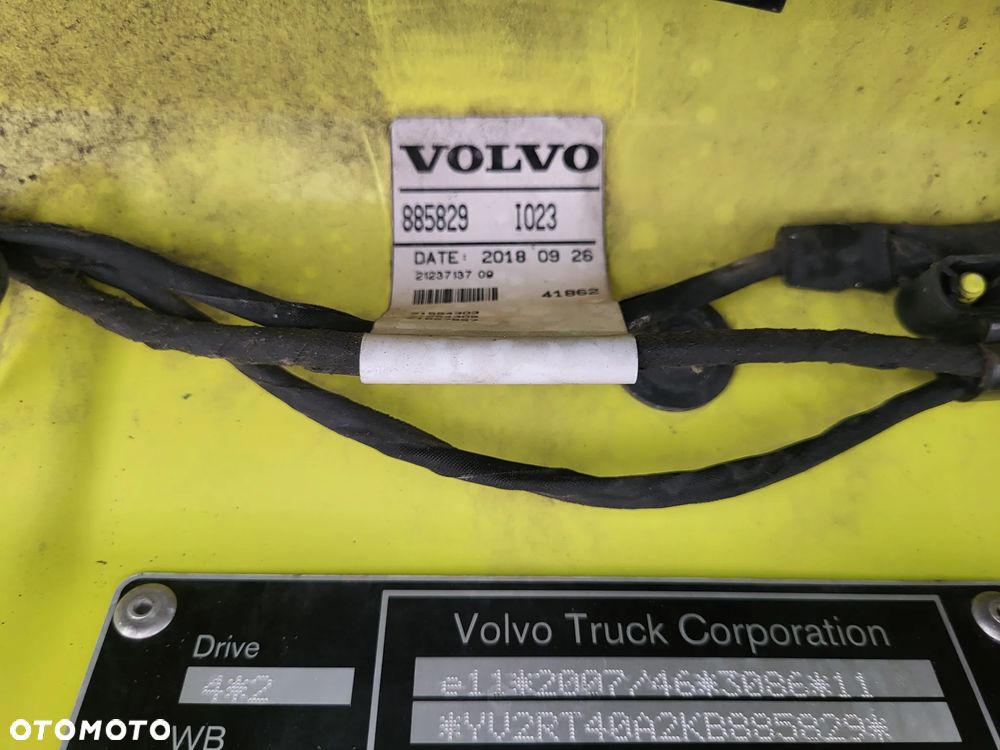 VOLVO
885829 I023
DATE: 2018 09 26
21237137 09
41862
Drive
4*2
WB
Volvo Truck Corporation
e11*2007/46*3086*11
*YV2RT40A2KB885829*
OTOMOTO